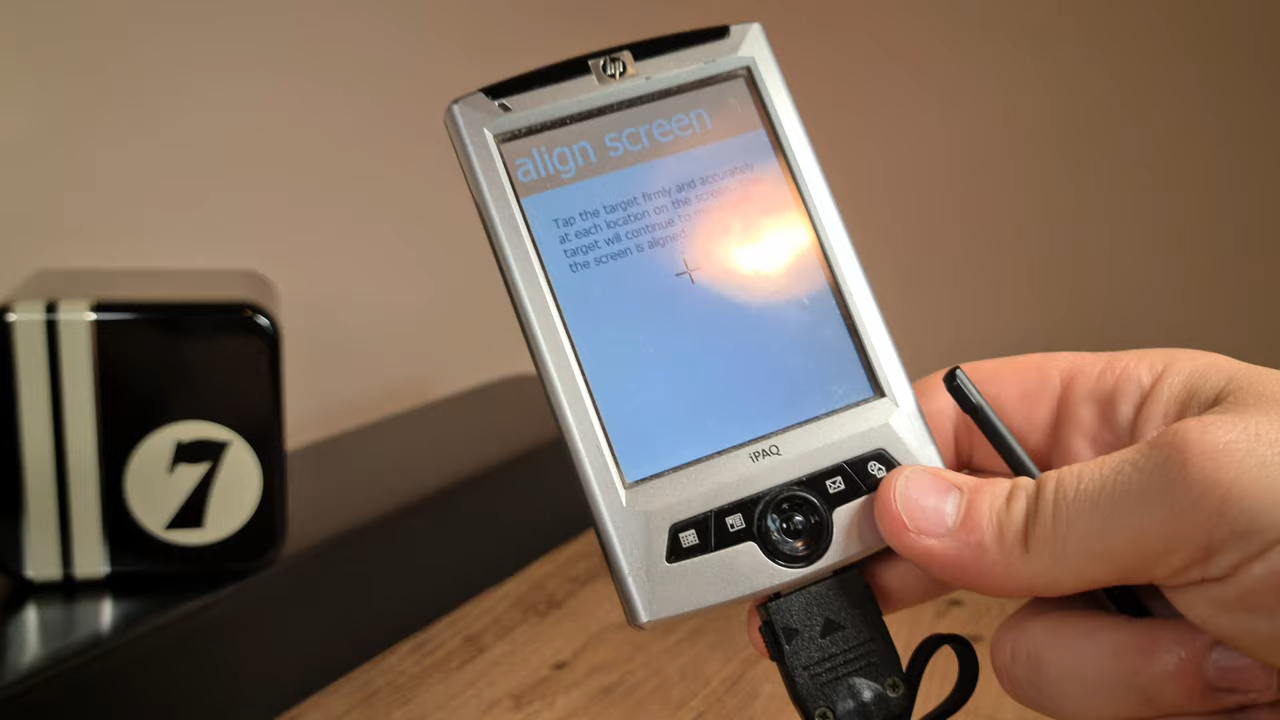 hp
align screen
Tap the target firmly and accurately
at each location on the screen.
target will continue to
the screen is aligned
iPAQ
7